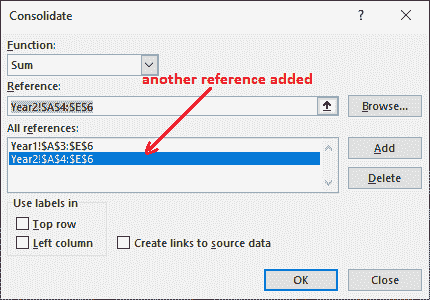 Consolidate
Function:
Sum
another reference added
Reference:
Year2!$A$4:$E$6
Browse...
All references:
Year1!$A$3:$E$6
Year2!$A$4:$E$6
Add
Delete
Use labels in
Top row
Left column
Create links to source data
OK
Close